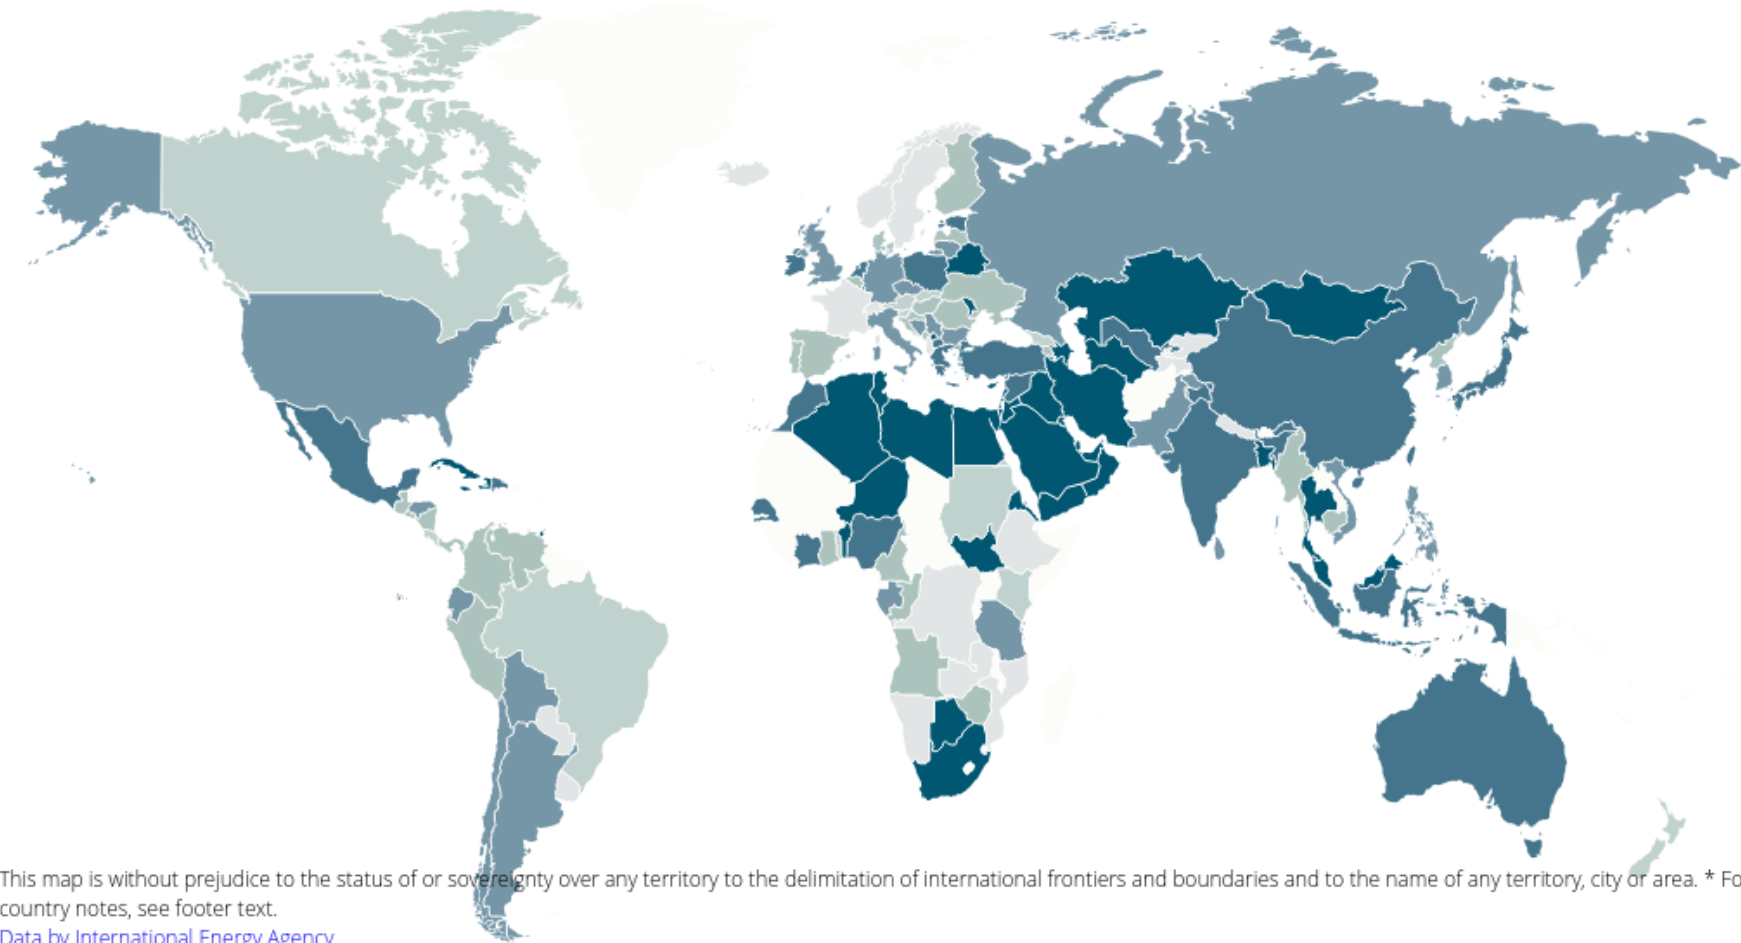 This map is without prejudice to the status of or sovereignty over any territory to the delimitation of international frontiers and boundaries and to the name of any territory, city or area. * Fo
country notes, see footer text.
Data by International Energy Agency